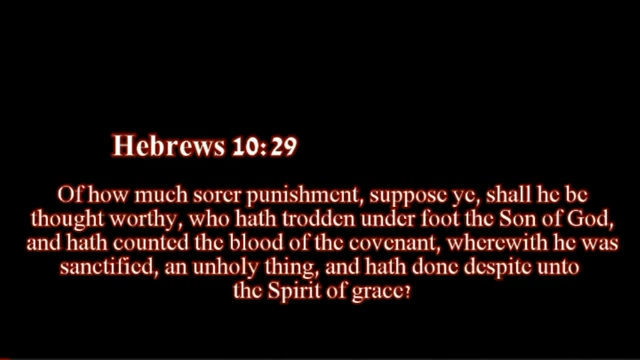 Hebrews 10:29
Of how much sorer punishment, suppose ye, shall he be
thought worthy, who hath trodden under foot the Son of God,
and hath counted the blood of the covenant, wherewith he was
sanctified, an unholy thing, and hath done despite unto
the Spirit of grace?